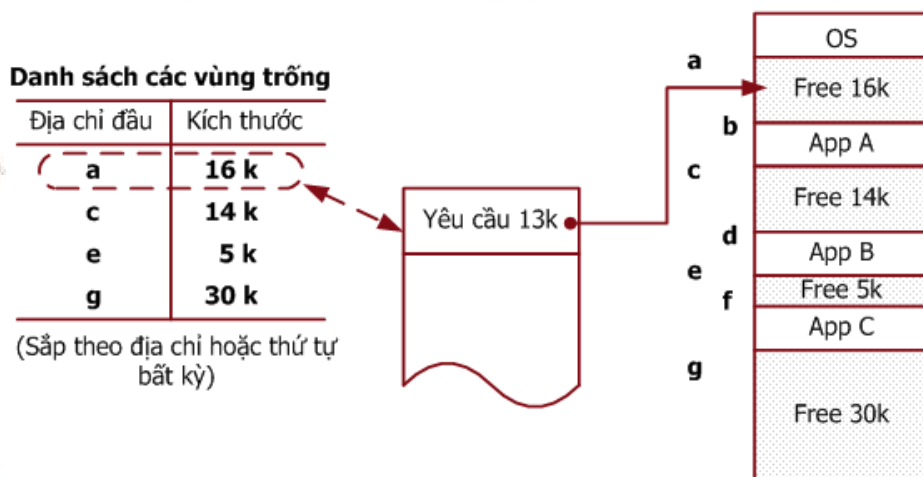 Danh sách các vùng trống
Địa chỉ đầu Kích thước
a 16 k
c 14 k
e 5 k
g 30 k
(Sắp theo địa chỉ hoặc thứ tự
bất kỳ)
Yêu cầu 13k
OS
a
Free 16k
b
App A
c
Free 14k
d
App B
e
Free 5k
f
App C
g
Free 30k